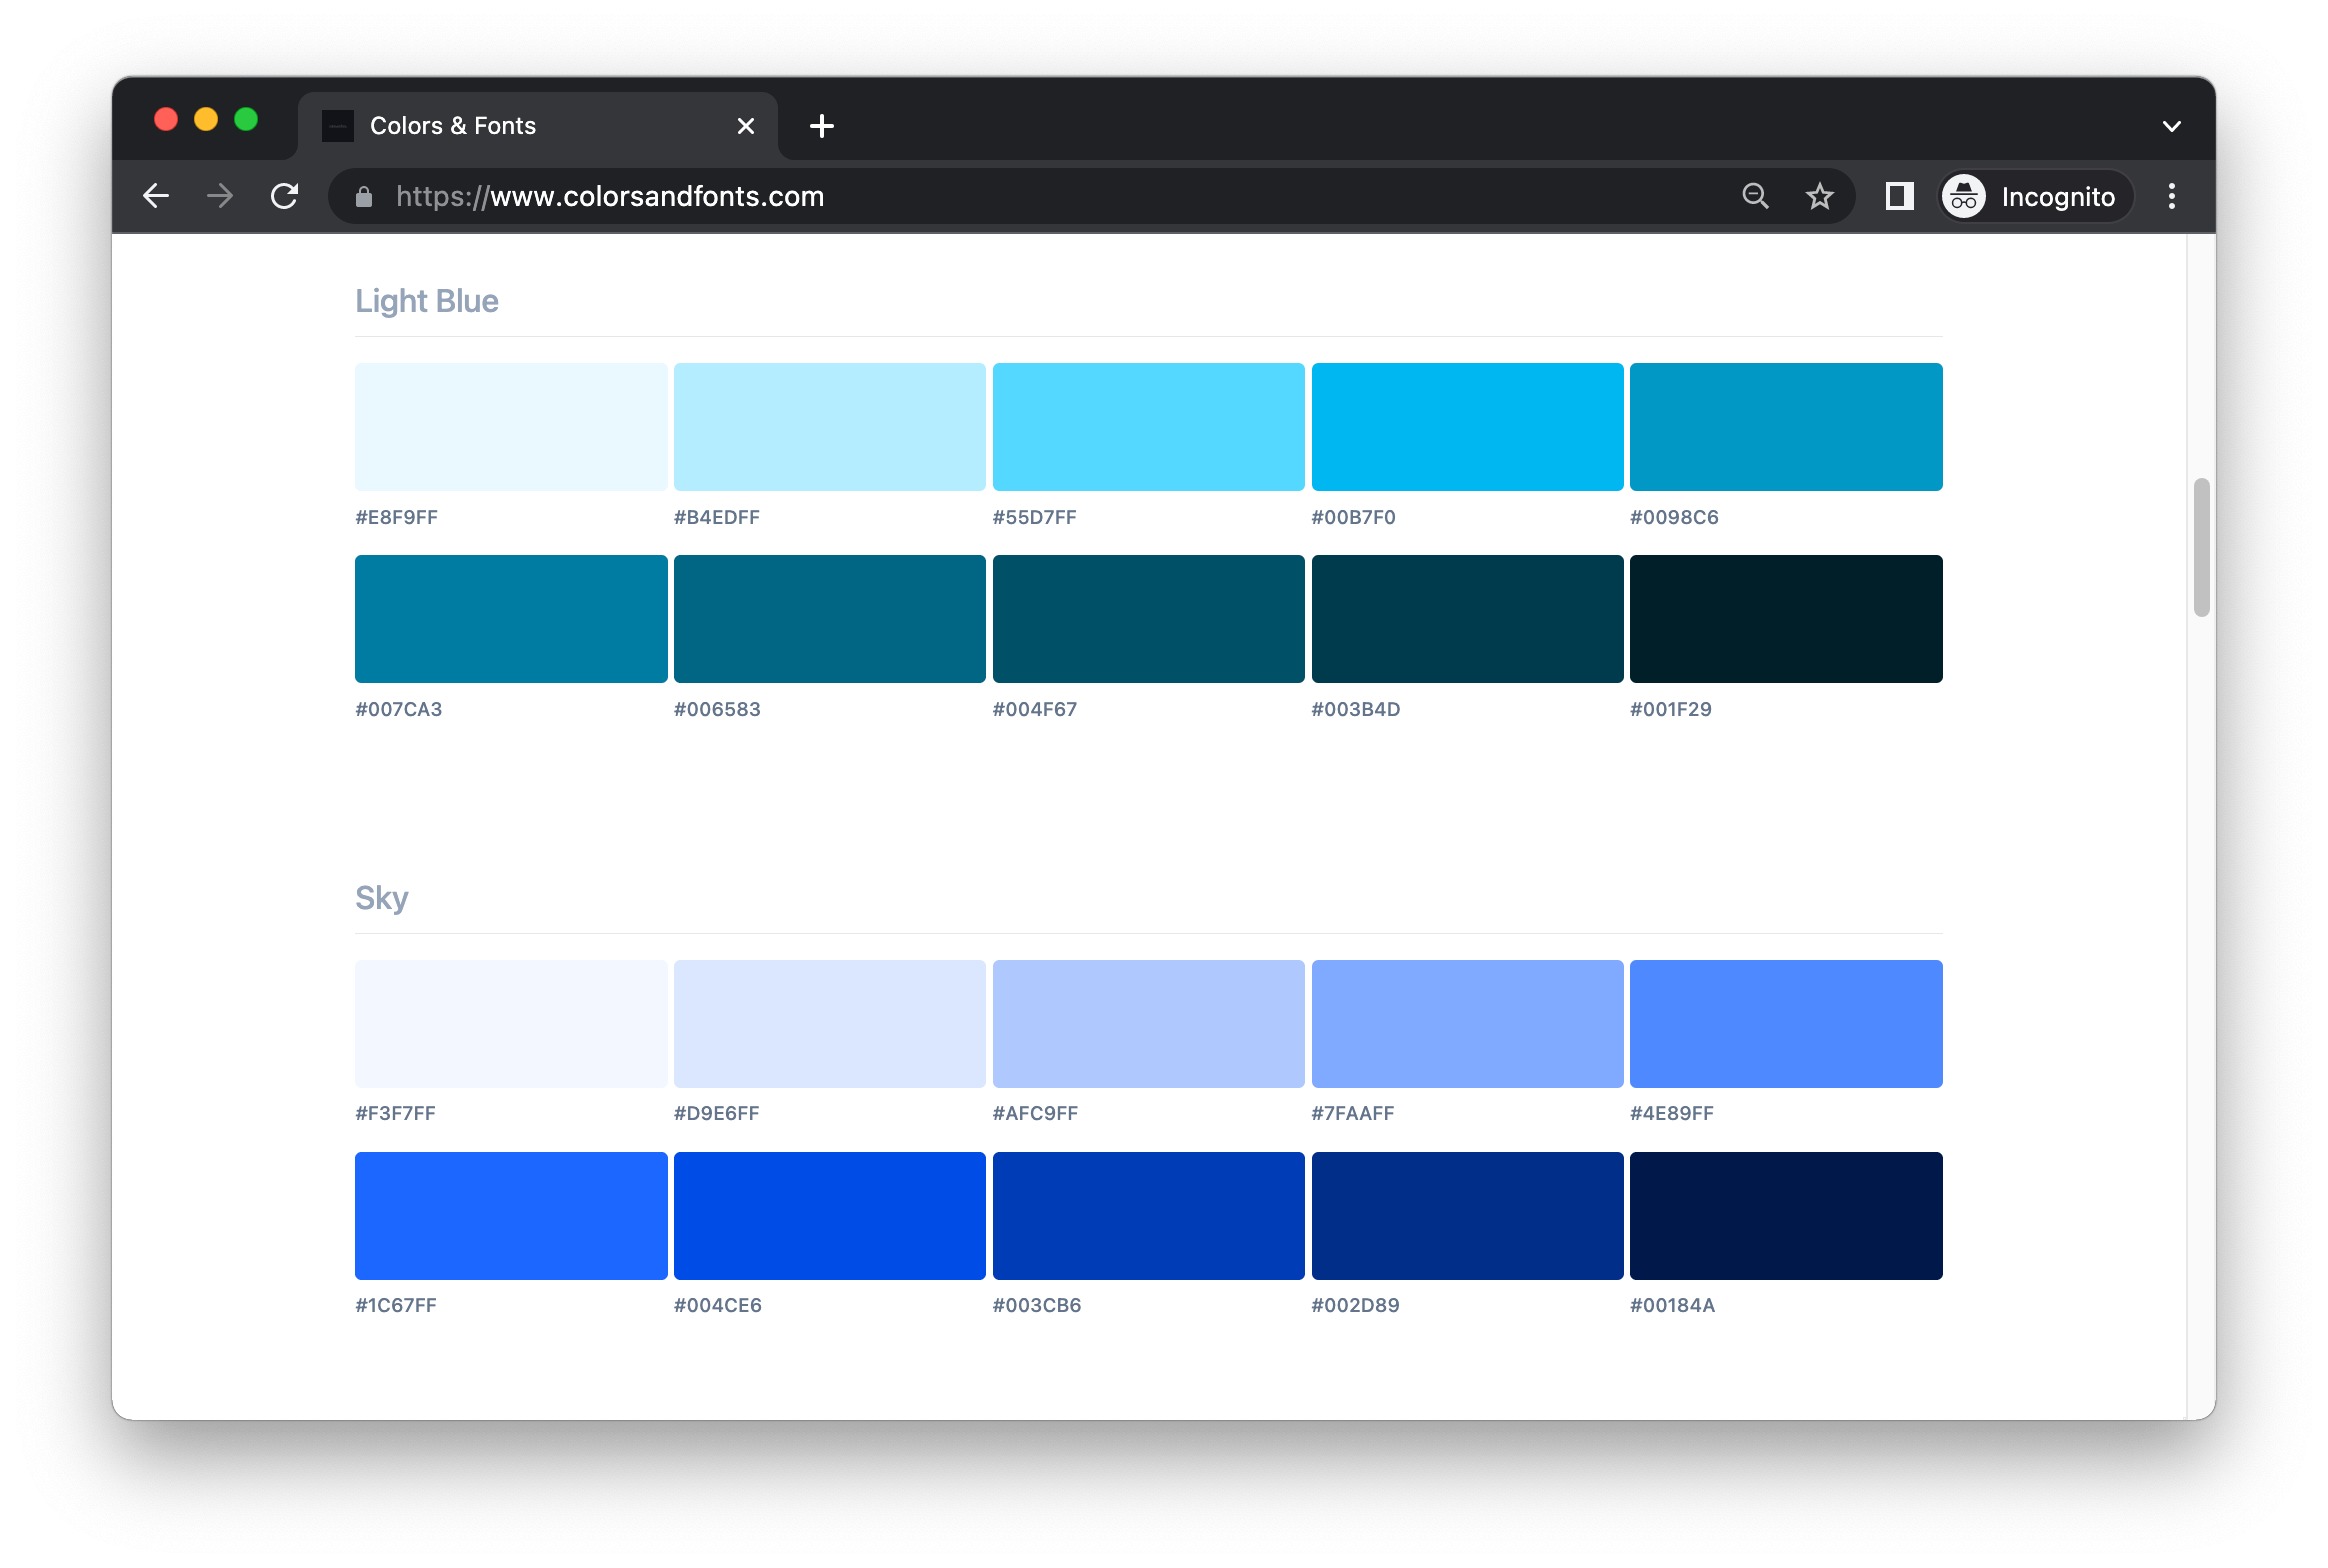 Colors & Fonts
https://www.colorsandfonts.com
Incognito
Light Blue
#E8F9FF #B4EDFF #55D7FF #00B7F0 #0098C6
#007CA3 #006583 #004F67 #003B4D #001F29
Sky
#F3F7FF #D9E6FF #AFC9FF #7FAAFF #4E89FF
#1C67FF #004CE6 #003CB6 #002D89 #00184A